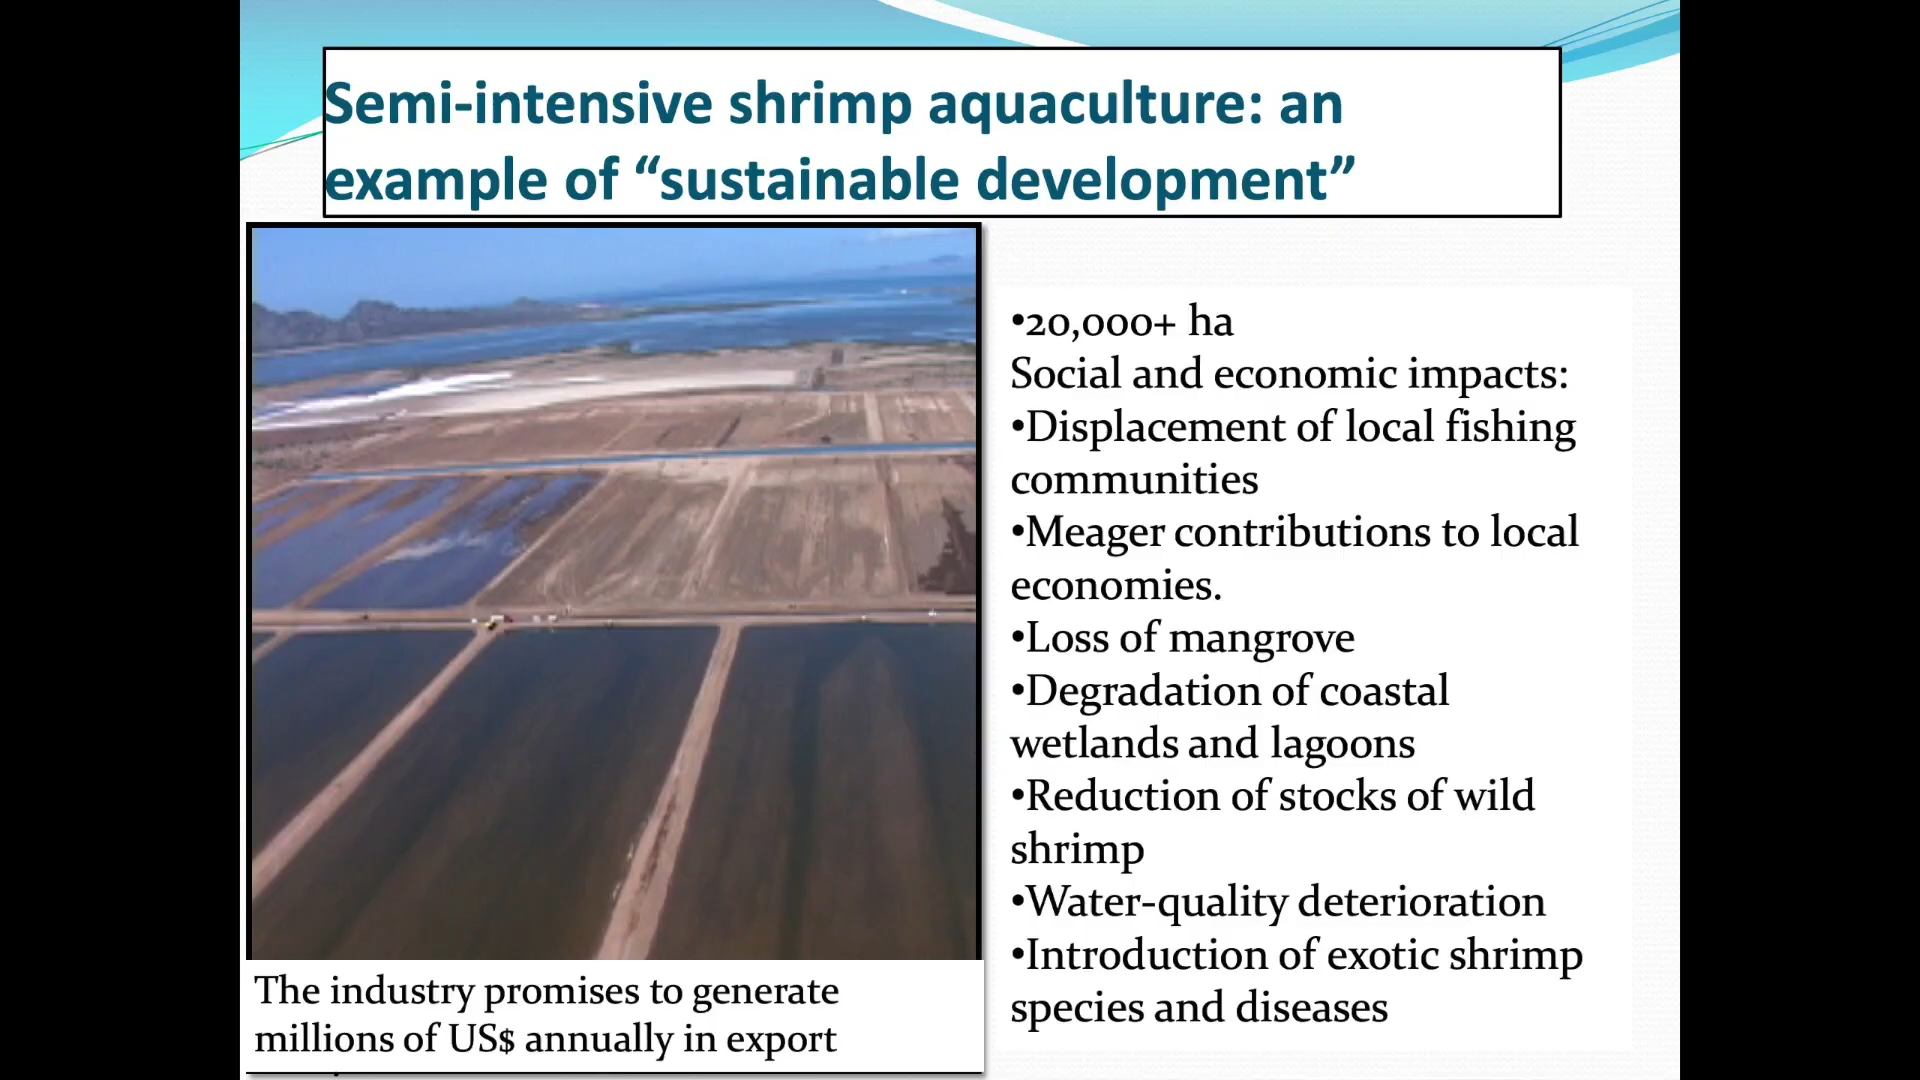 Semi-intensive shrimp aquaculture: an
example of “sustainable development”
•20,000+ ha
Social and economic impacts:
•Displacement of local fishing
communities
•Meager contributions to local
economies.
•Loss of mangrove
•Degradation of coastal
wetlands and lagoons
•Reduction of stocks of wild
shrimp
•Water-quality deterioration
•Introduction of exotic shrimp
species and diseases
The industry promises to generate
millions of US$ annually in export